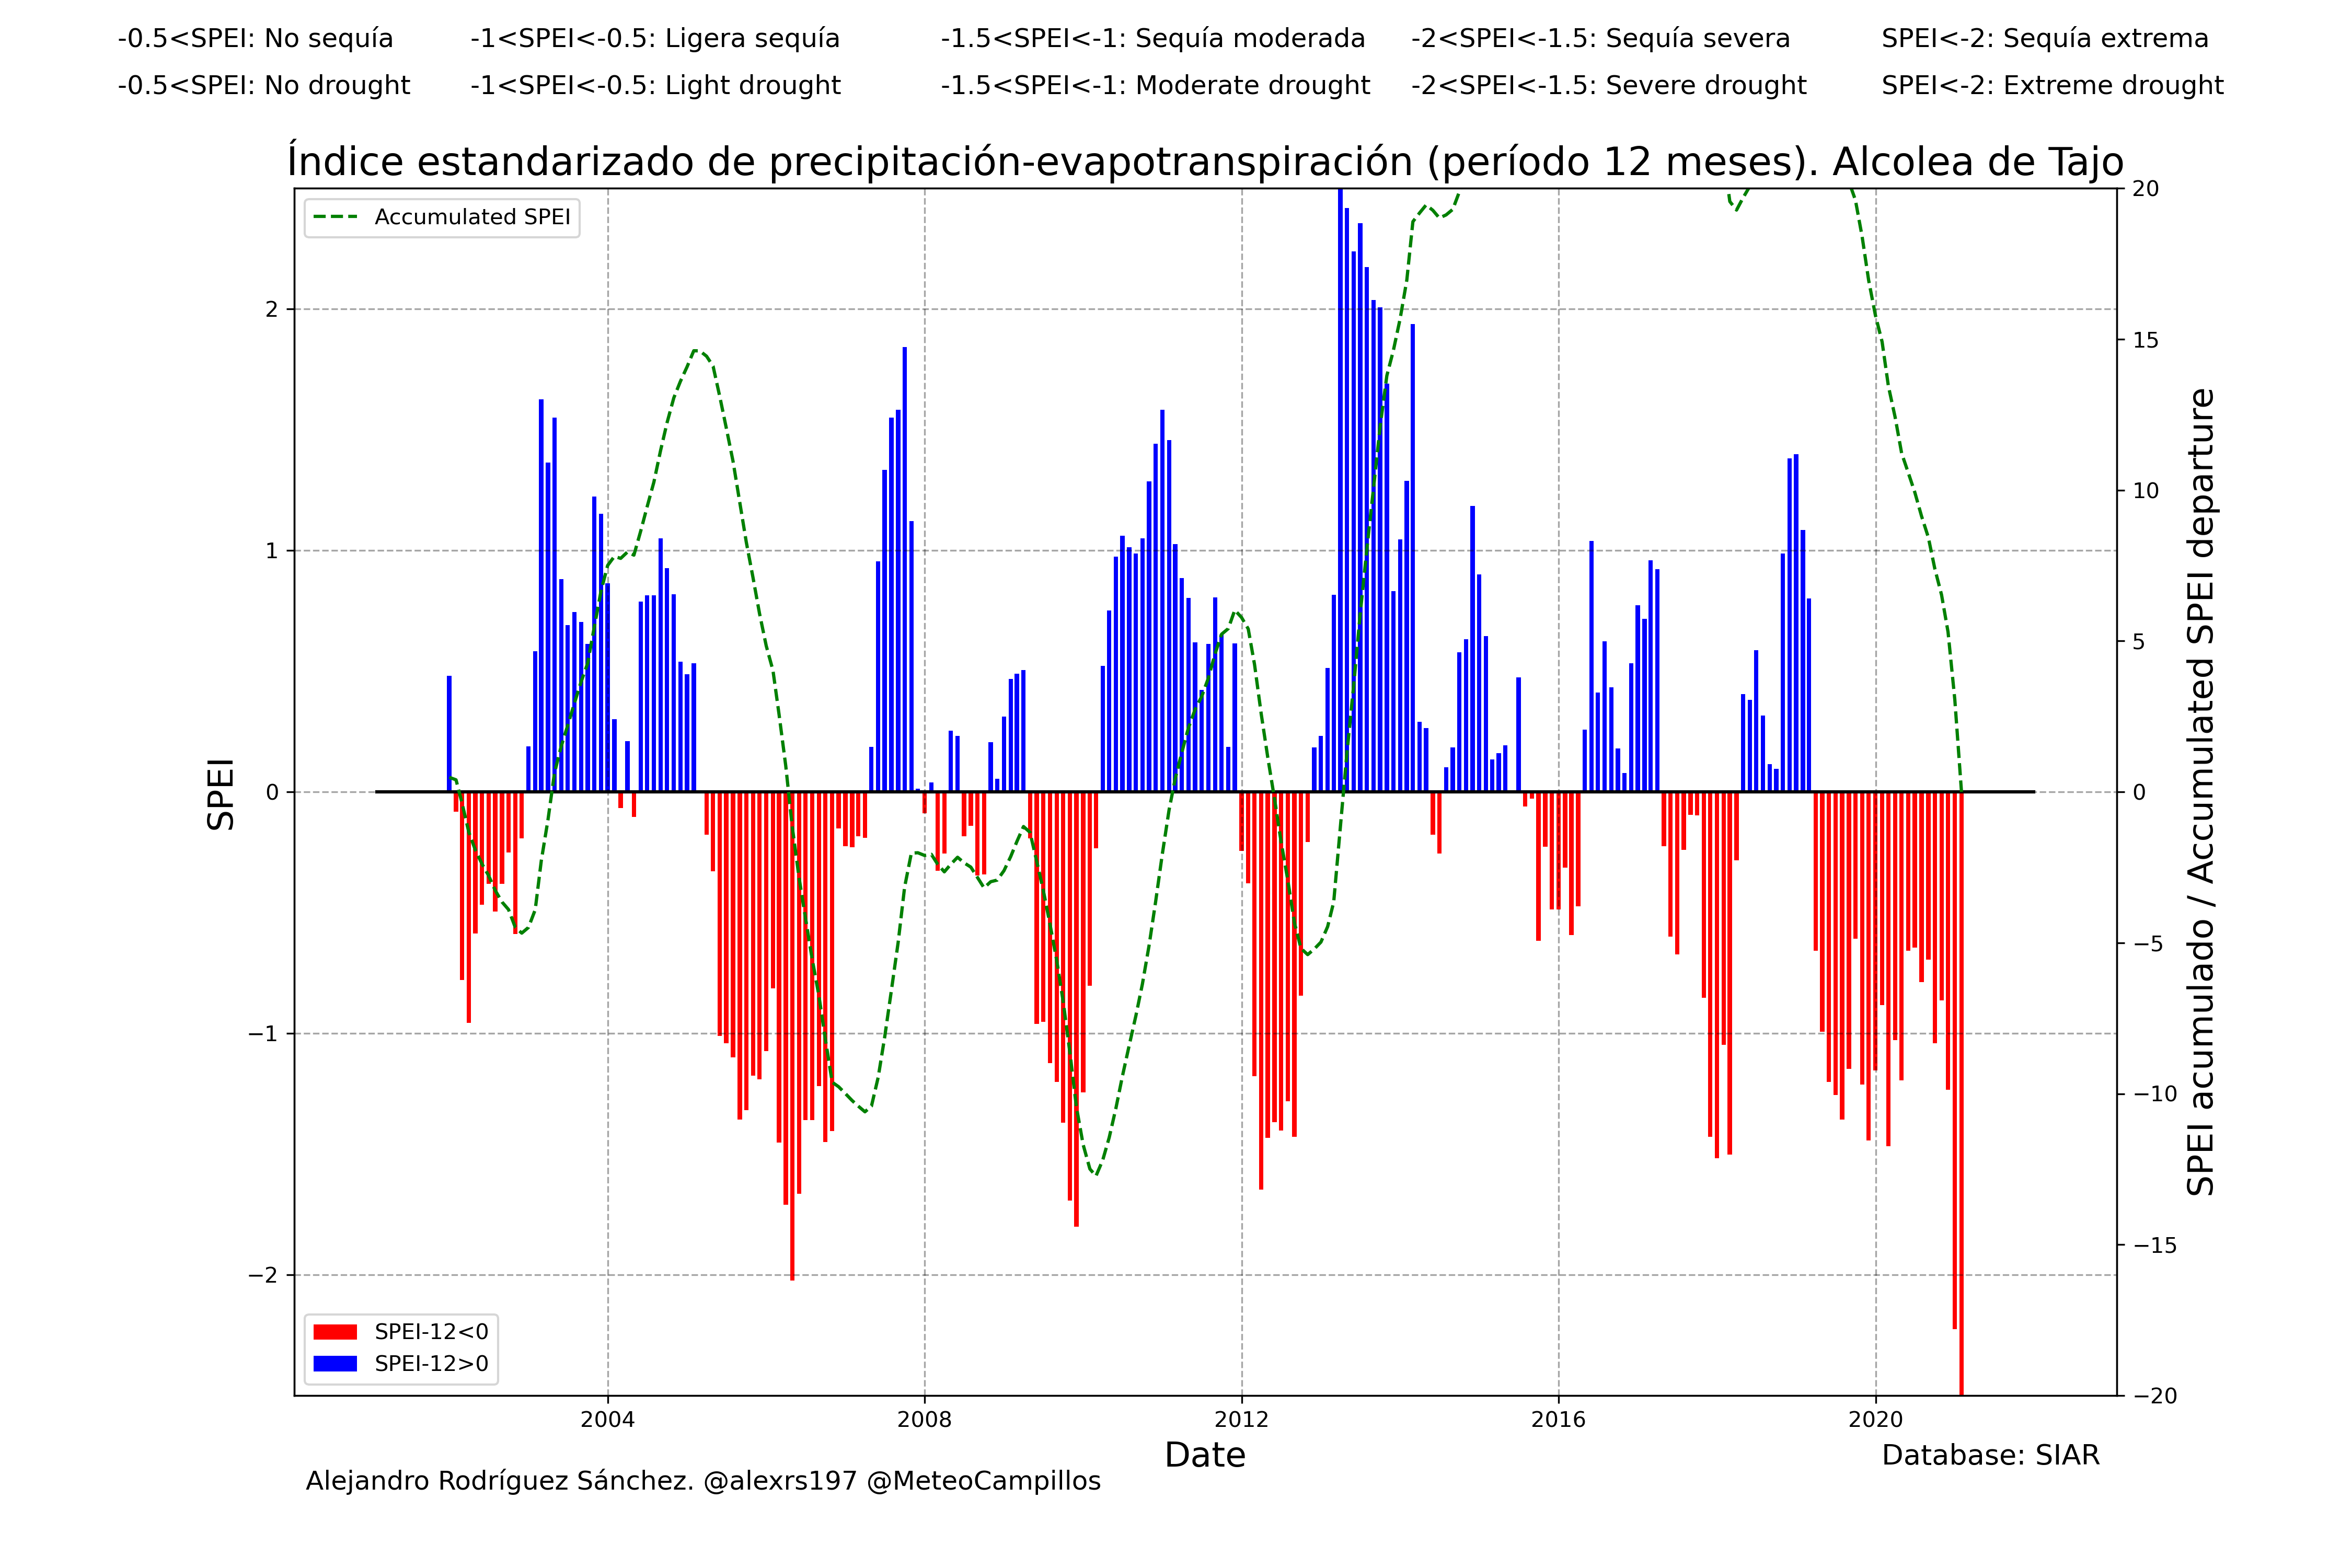 -0.5<SPEI: No sequía -1<SPEI<-0.5: Ligera sequía -1.5<SPEI<-1: Sequía moderada -2<SPEI<-1.5: Sequía severa SPEI<-2: Sequía extrema
-0.5<SPEI: No drought -1<SPEI<-0.5: Light drought -1.5<SPEI<-1: Moderate drought -2<SPEI<-1.5: Severe drought SPEI<-2: Extreme drought
Índice estandarizado de precipitación-evapotranspiración (período 12 meses). Alcolea de Tajo
Accumulated SPEI
2
1
0
−1
−2
SPEI
20
15
10
5
0
−5
−10
−15
−20
SPEI acumulado / Accumulated SPEI departure
SPEI-12<0
SPEI-12>0
2004 2008 2012 2016 2020
Date
Database: SIAR
Alejandro Rodríguez Sánchez. @alexrs197 @MeteoCampillos